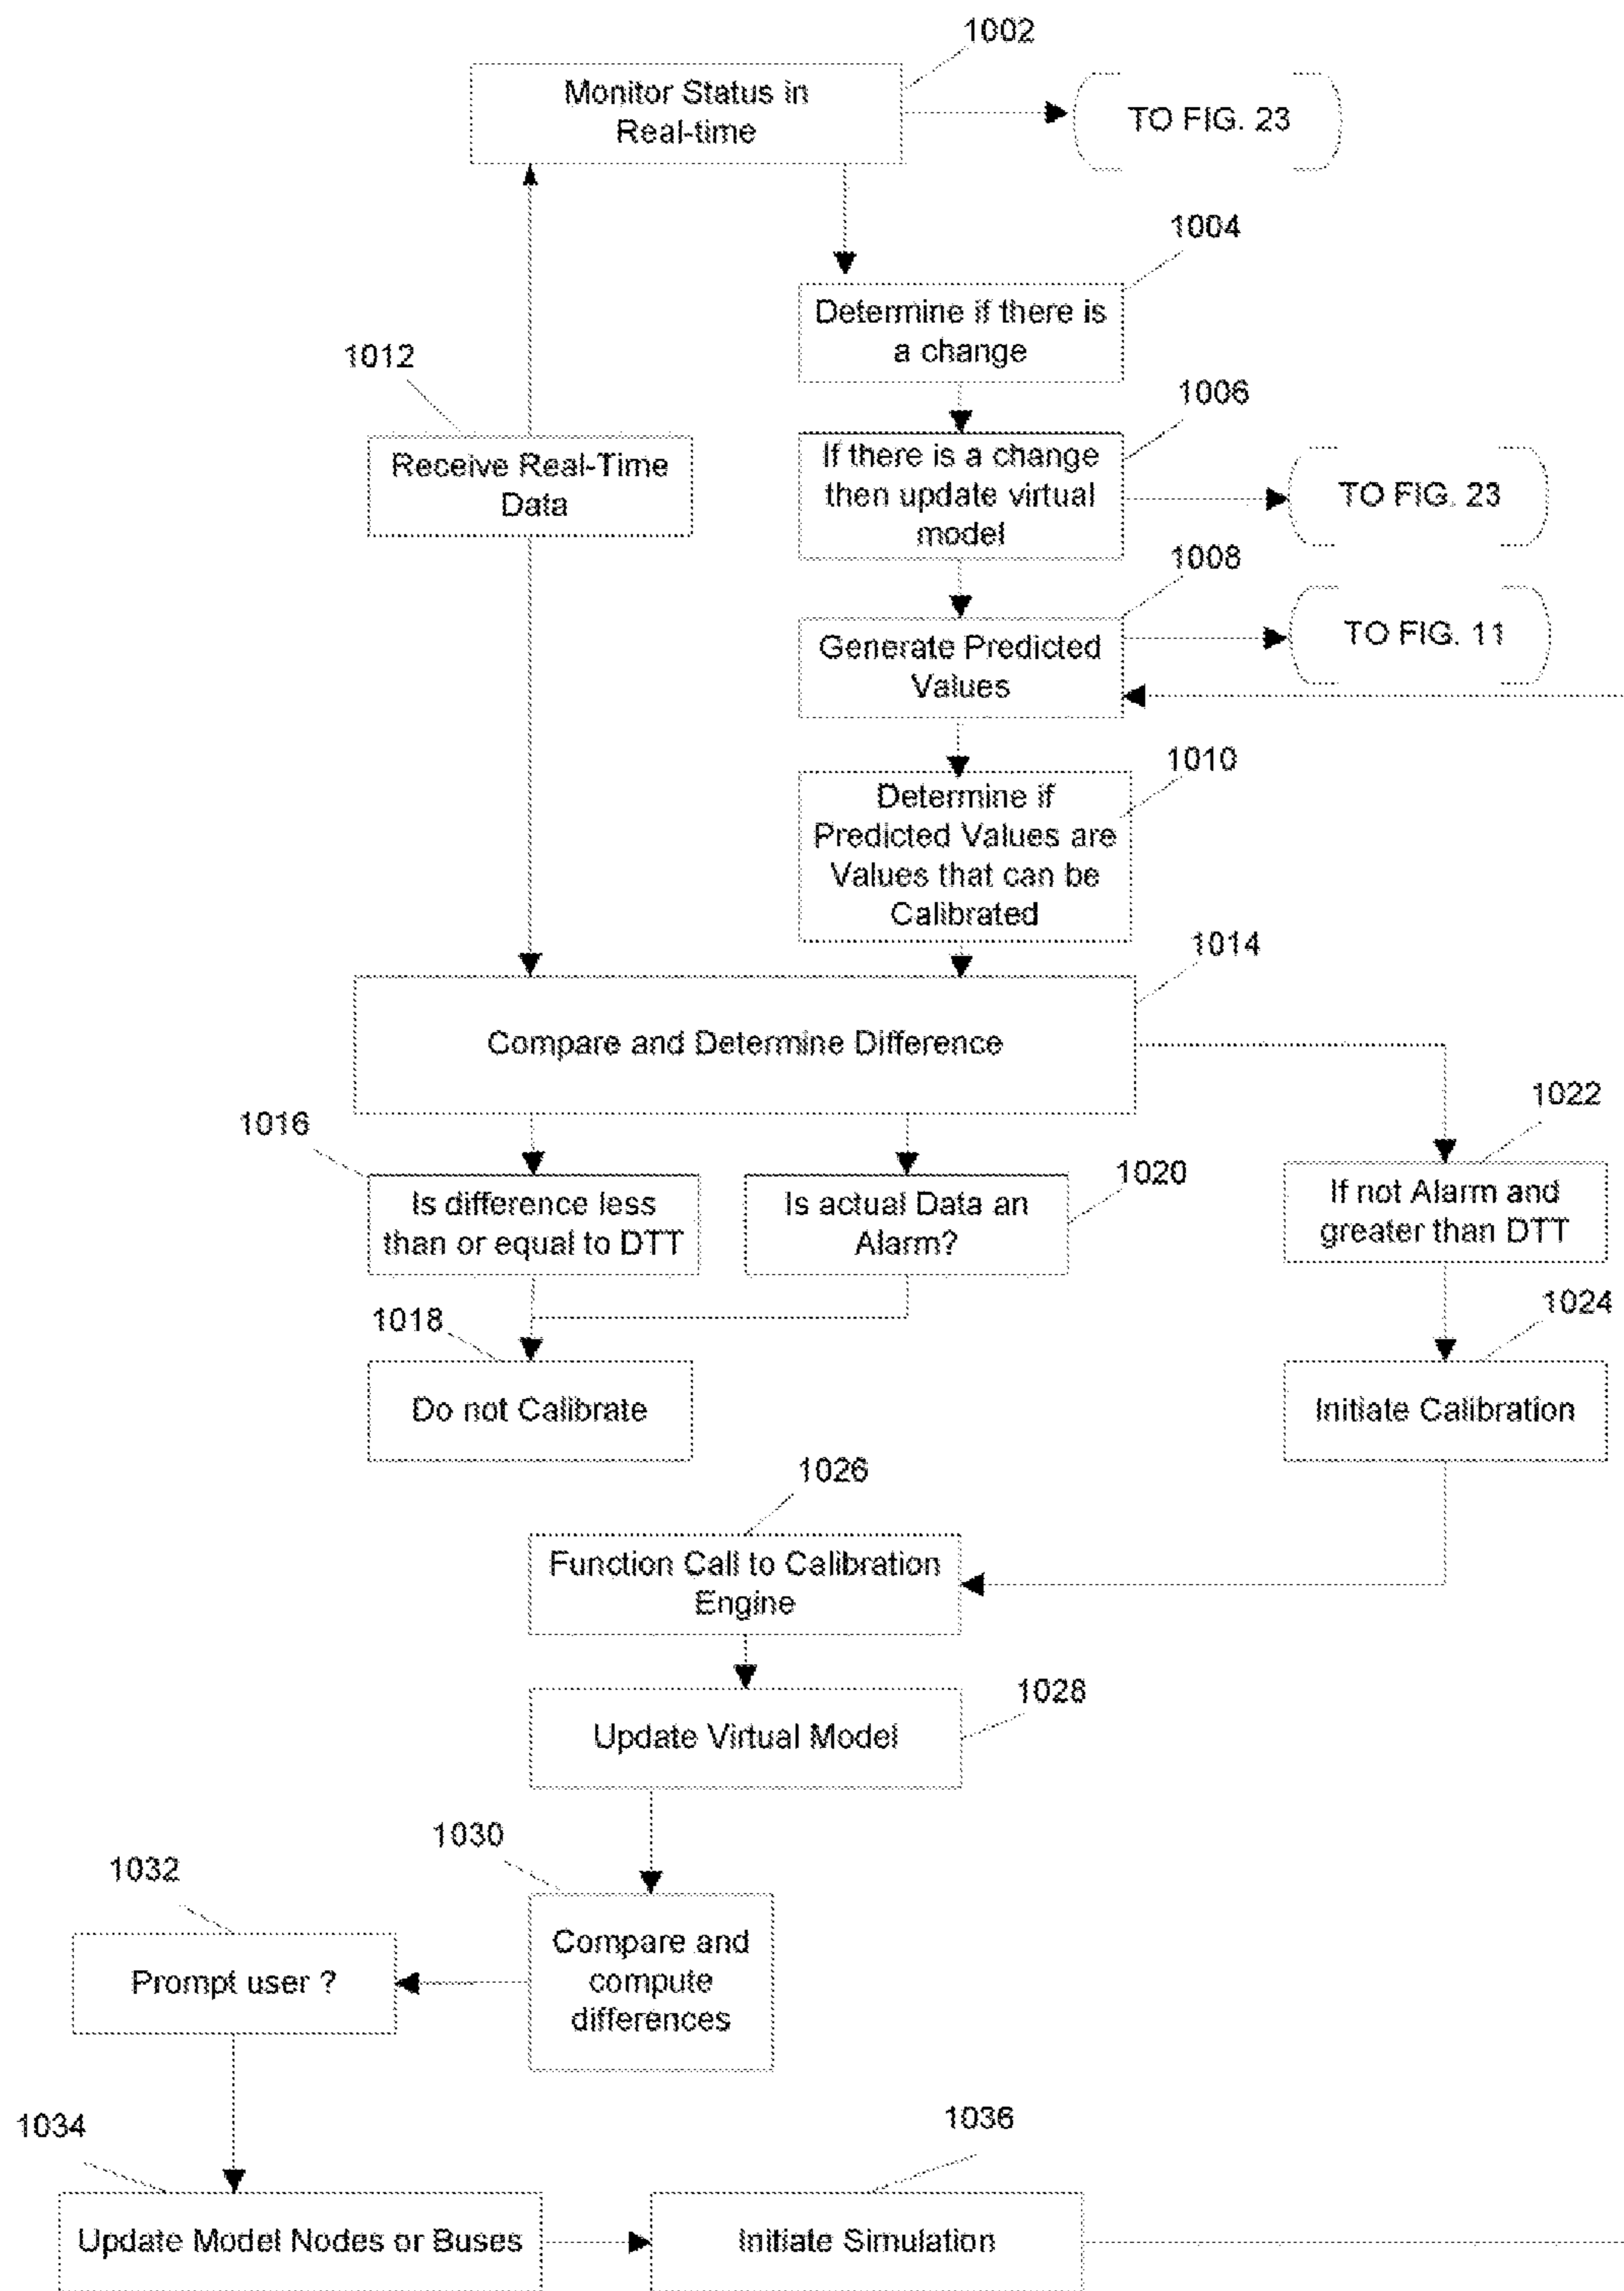 1002
Monitor Status in
Real-time
TO FIG. 23
1004
Determine if there is
a change
1012
Receive Real-Time
Data
1006
If there is a change
then update virtual
model
TO FIG. 23
1008
Generate Predicted
Values
TO FIG. 11
1010
Determine if
Predicted Values are
Values that can be
Calibrated
1014
Compare and Determine Difference
1016
Is difference less
than or equal to DTT
1020
Is actual Data an
Alarm?
1022
If not Alarm and
greater than DTT
1018
Do not Calibrate
1024
Initiate Calibration
1026
Function Call to Calibration
Engine
1028
Update Virtual Model
1030
Compare and
compute
differences
1032
Prompt user ?
1034
Update Model Nodes or Buses
1036
Initiate Simulation